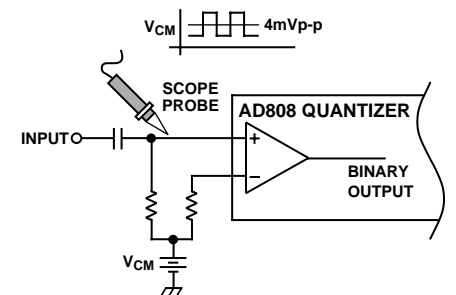 VCM
4mVp-p
SCOPE
PROBE
AD808 QUANTIZER
INPUT
+
−
BINARY
OUTPUT
VCM